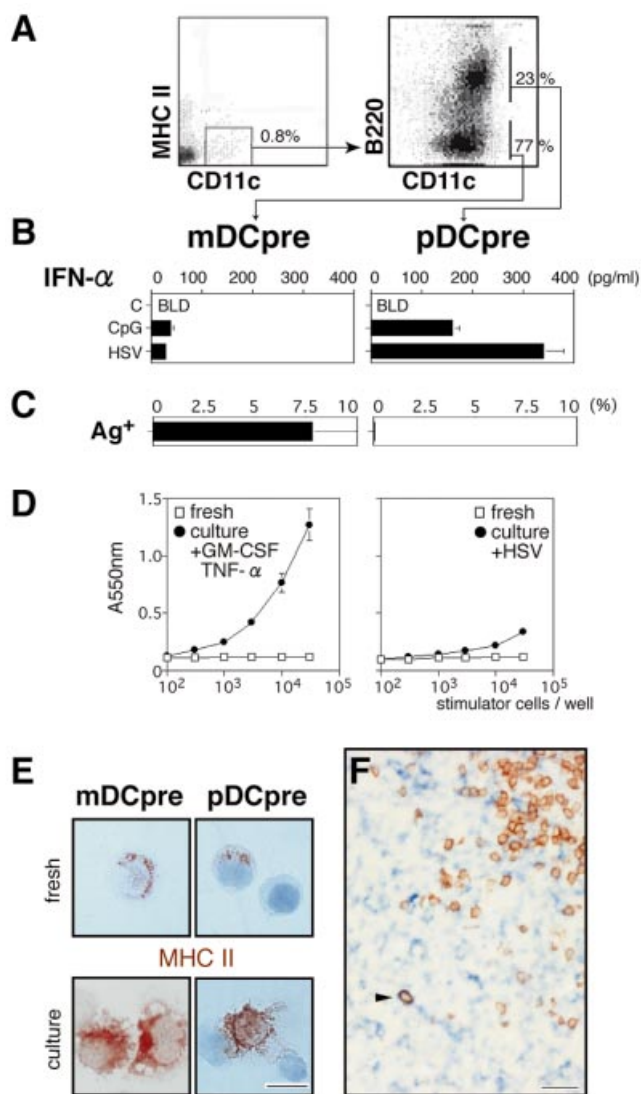 A
MHC II
0.8%
CD11c
B220
23 %
77 %
CD11c
mDCpre
pDCpre
B
IFN-α
0 100 200 300 400
0 100 200 300 400
(pg/ml)
C
BLD
BLD
CpG
HSV
C
0 2.5 5 7.5 10
0 2.5 5 7.5 10
(%)
Ag⁺
D
A550nm
1.5
1.0
0.5
0
fresh
culture
+GM-CSF
TNF-α
fresh
culture
+HSV
10² 10³ 10⁴ 10⁵
10² 10³ 10⁴ 10⁵
stimulator cells / well
E
mDCpre
pDCpre
fresh
MHC II
culture
F